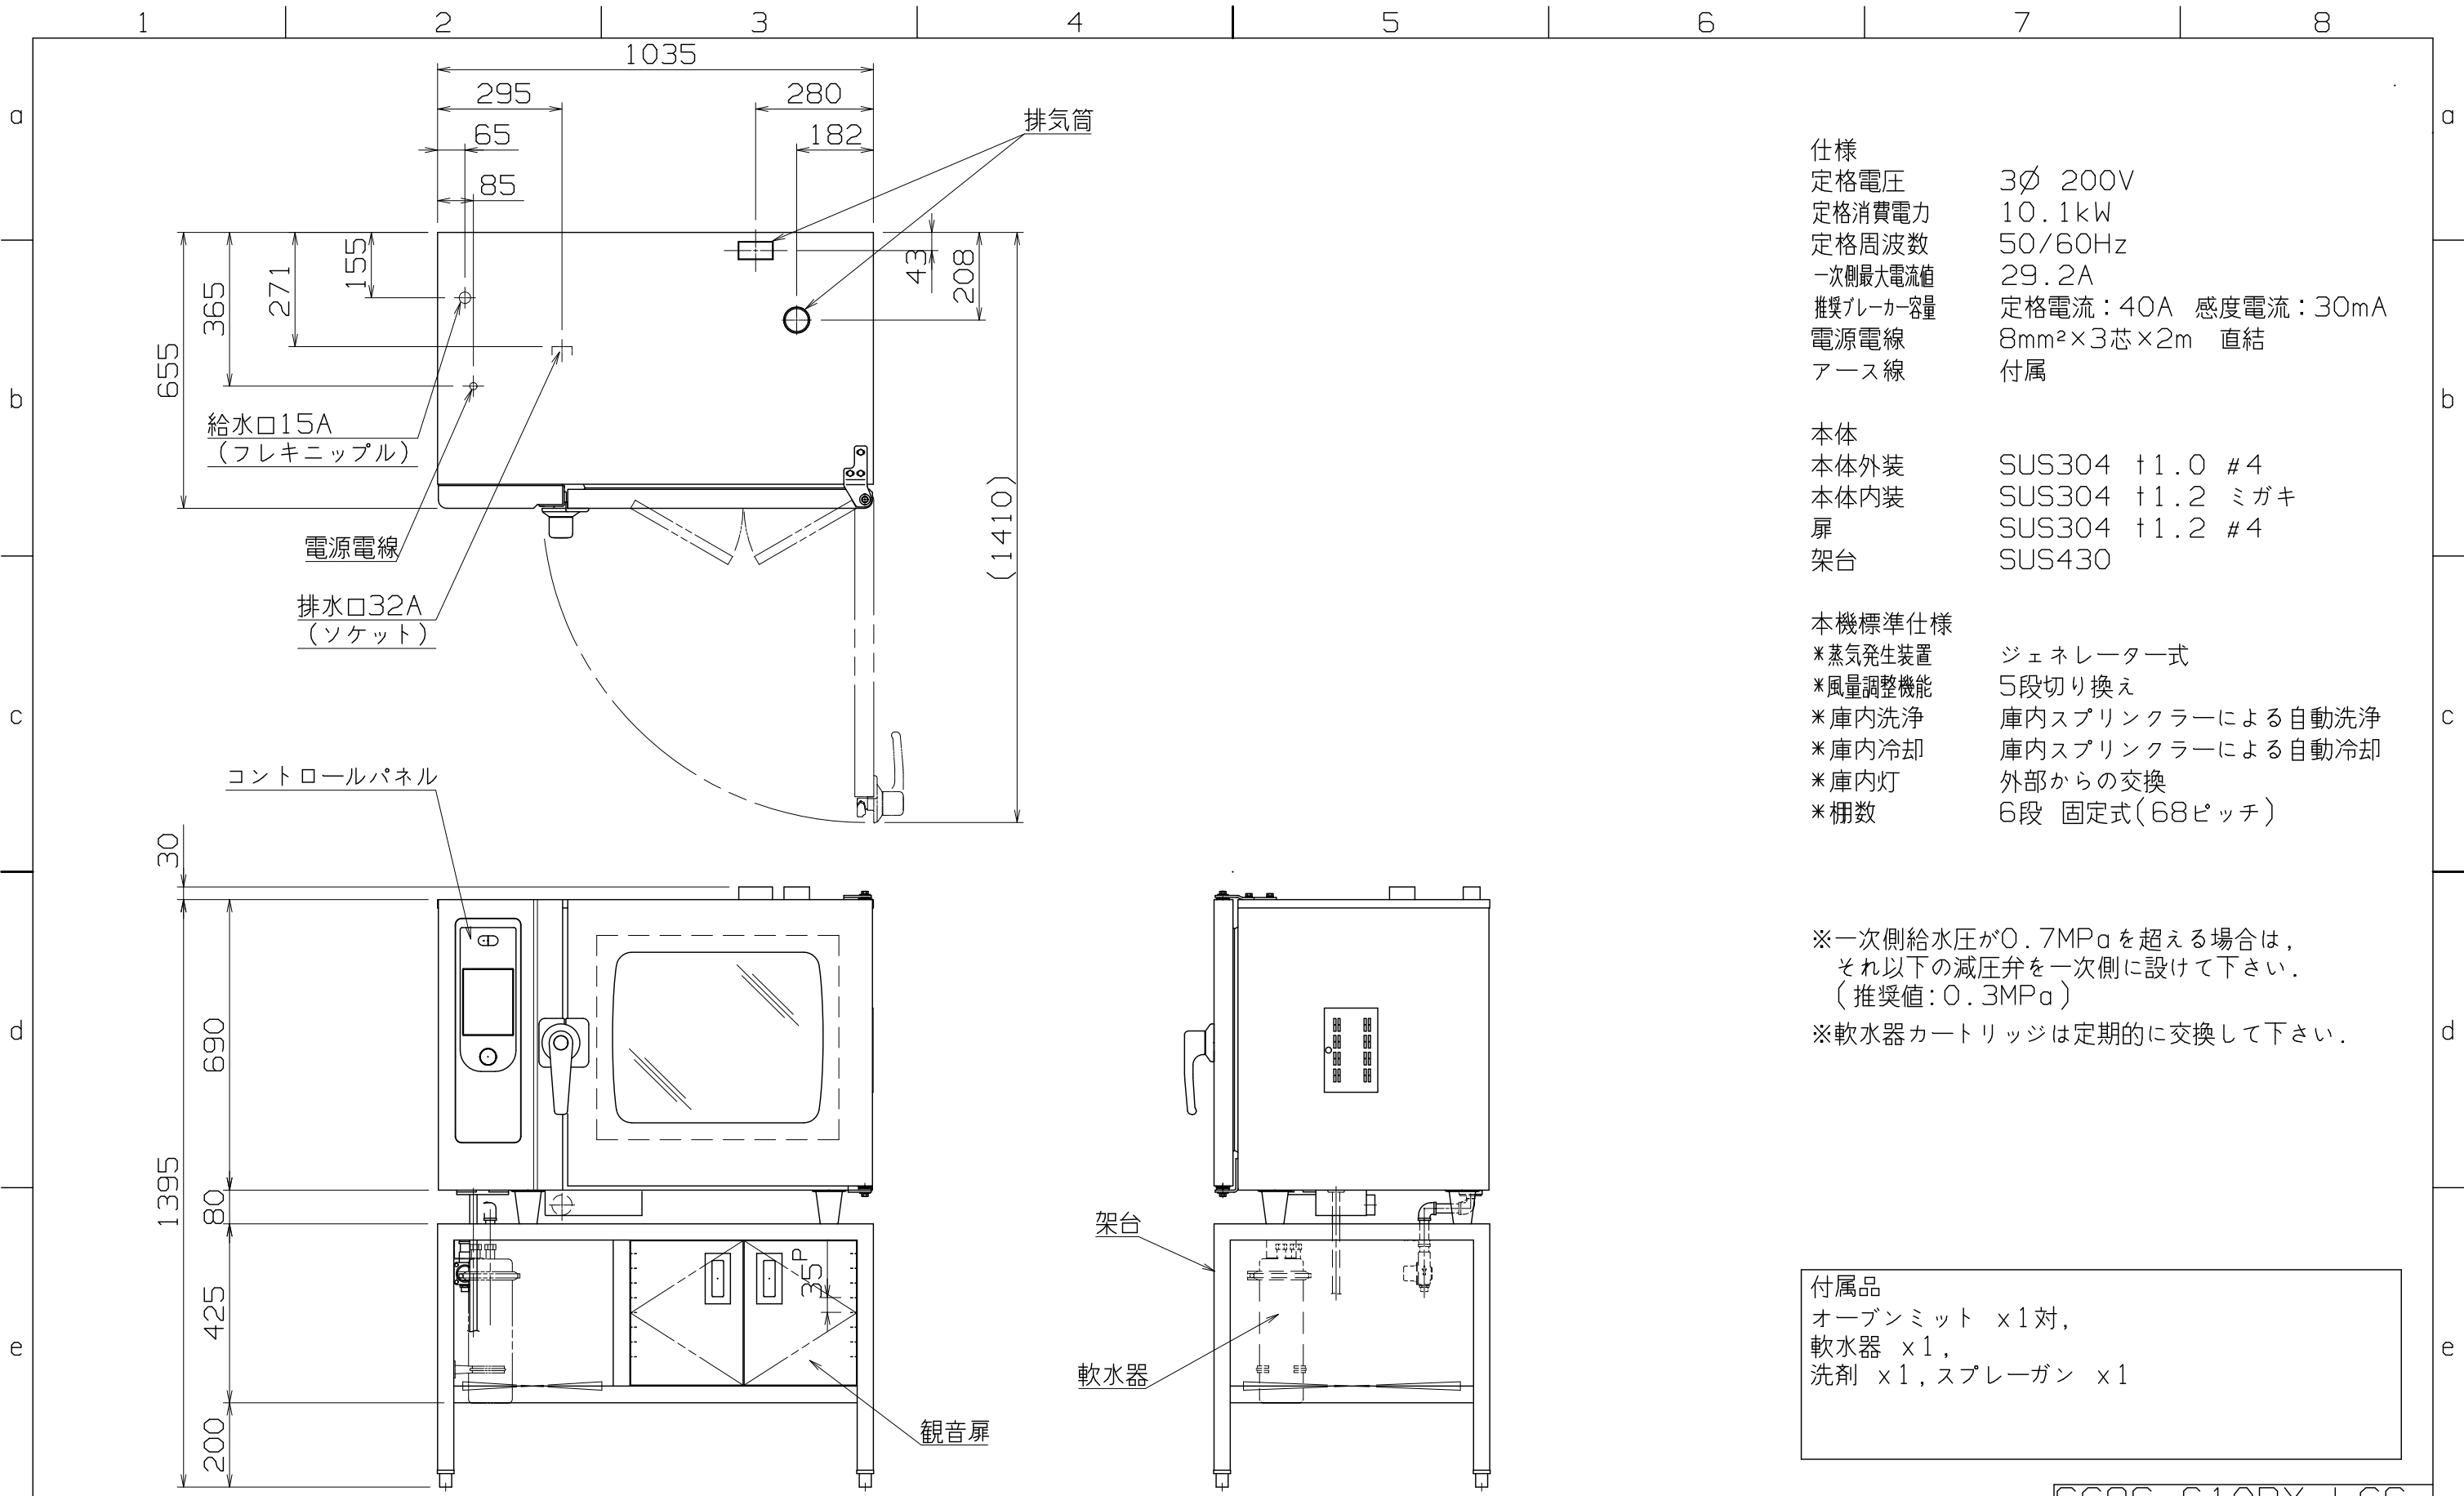 1 2 3 4 5 6 7 8
a
b
c
d
e
a
b
c
d
e
1035
295
280
65
182
85
排気筒
155
271
365
655
43
208
(1410)
給水口15A
(フレキニップル)
電源電線
排水口32A
(ソケット)
コントロールパネル
30
690
1395
80
425
200
35P
観音扉
架台
軟水器
仕様
定格電圧 3Ø 200V
定格消費電力 10.1kW
定格周波数 50/60Hz
一次側最大電流値 29.2A
推奨ブレーカー容量 定格電流:40A 感度電流:30mA
電源電線 8mm²×3芯×2m 直結
アース線 付属
本体
本体外装 SUS304 t1.0 #4
本体内装 SUS304 t1.2 ミガキ
扉 SUS304 t1.2 #4
架台 SUS430
本機標準仕様
*蒸気発生装置 ジェネレーター式
*風量調整機能 5段切り換え
*庫内洗浄 庫内スプリンクラーによる自動洗浄
*庫内冷却 庫内スプリンクラーによる自動冷却
*庫内灯 外部からの交換
*棚数 6段 固定式(68ピッチ)
※一次側給水圧が0.7MPaを超える場合は,
それ以下の減圧弁を一次側に設けて下さい.
(推奨値:0.3MPa)
※軟水器カートリッジは定期的に交換して下さい.
付属品
オーブンミット x1対,
軟水器 x1,
洗剤 x1,スプレーガン x1